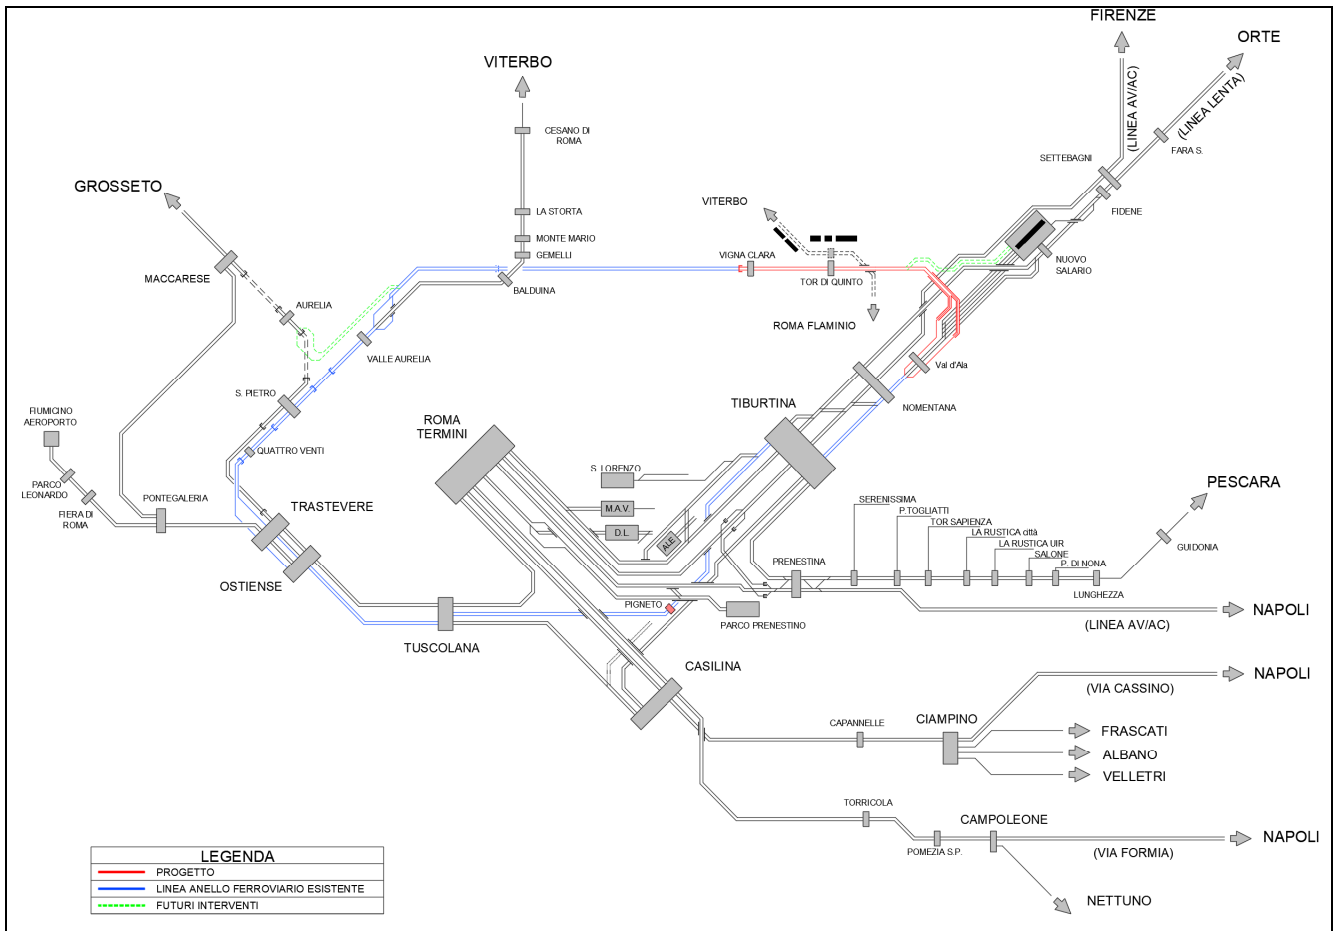 FIRENZE
ORTE
(LINEA AV/AC)
(LINEA LENTA)
VITERBO
CESANO DI
ROMA
LA STORTA
MONTE MARIO
GEMELLI
BALDUINA
SETTEBAGNI
FARA S.
FIDENE
NUOVO
SALARIO
GROSSETO
MACCARESE
AURELIA
VALLE AURELIA
S. PIETRO
QUATTRO VENTI
VITERBO
VIGNA CLARA
TOR DI QUINTO
ROMA FLAMINIO
Val d'Ala
NOMENTANA
TIBURTINA
ROMA
TERMINI
FIUMICINO
AEROPORTO
PARCO
LEONARDO
FIERA DI
ROMA
PONTEGALERIA
TRASTEVERE
OSTIENSE
TUSCOLANA
S. LORENZO
M.A.V.
D.L.
ALE
PIGNETO
PARCO PRENESTINO
PRENESTINA
SERENISSIMA
P.TOGLIATTI
TOR SAPIENZA
LA RUSTICA città
LA RUSTICA UIR
SALONE
P. DI NONA
LUNGHEZZA
GUIDONIA
PESCARA
NAPOLI
(LINEA AV/AC)
CASILINA
NAPOLI
(VIA CASSINO)
CAPANNELLE
CIAMPINO
FRASCATI
ALBANO
VELLETRI
TORRICOLA
POMEZIA S.P.
CAMPOLEONE
NAPOLI
(VIA FORMIA)
NETTUNO
LEGENDA
PROGETTO
LINEA ANELLO FERROVIARIO ESISTENTE
FUTURI INTERVENTI